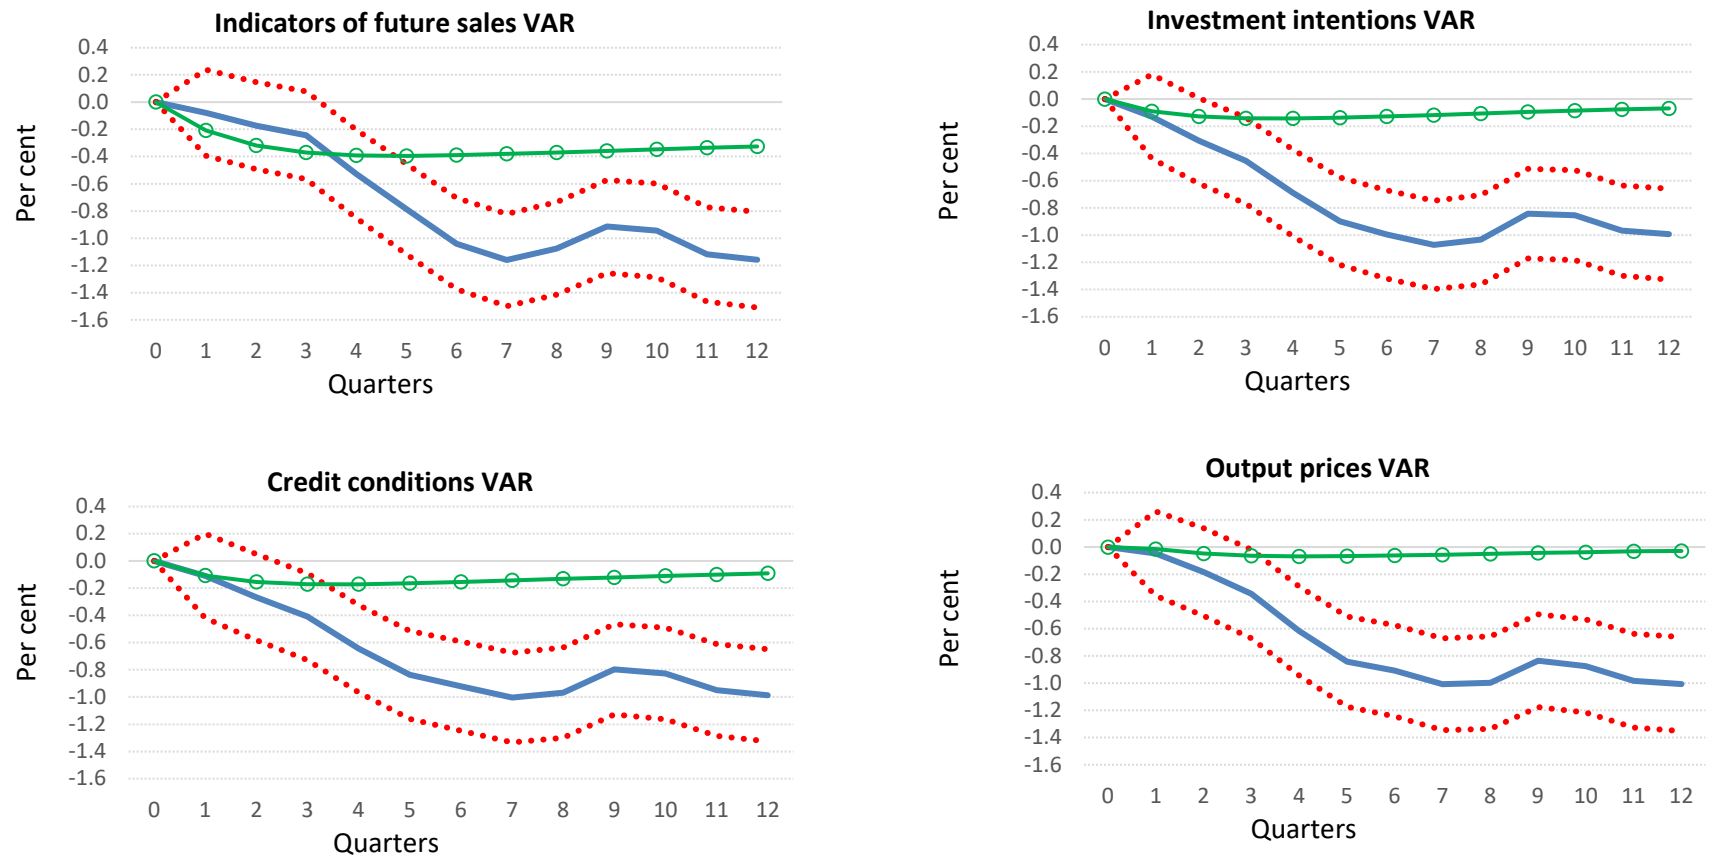 Indicators of future sales VAR
0.4
0.2
0.0
-0.2
-0.4
-0.6
-0.8
-1.0
-1.2
-1.4
-1.6
Per cent
0 1 2 3 4 5 6 7 8 9 10 11 12
Quarters
Investment intentions VAR
0.4
0.2
0.0
-0.2
-0.4
-0.6
-0.8
-1.0
-1.2
-1.4
-1.6
Per cent
0 1 2 3 4 5 6 7 8 9 10 11 12
Quarters
Credit conditions VAR
0.4
0.2
0.0
-0.2
-0.4
-0.6
-0.8
-1.0
-1.2
-1.4
-1.6
Per cent
0 1 2 3 4 5 6 7 8 9 10 11 12
Quarters
Output prices VAR
0.4
0.2
0.0
-0.2
-0.4
-0.6
-0.8
-1.0
-1.2
-1.4
-1.6
Per cent
0 1 2 3 4 5 6 7 8 9 10 11 12
Quarters